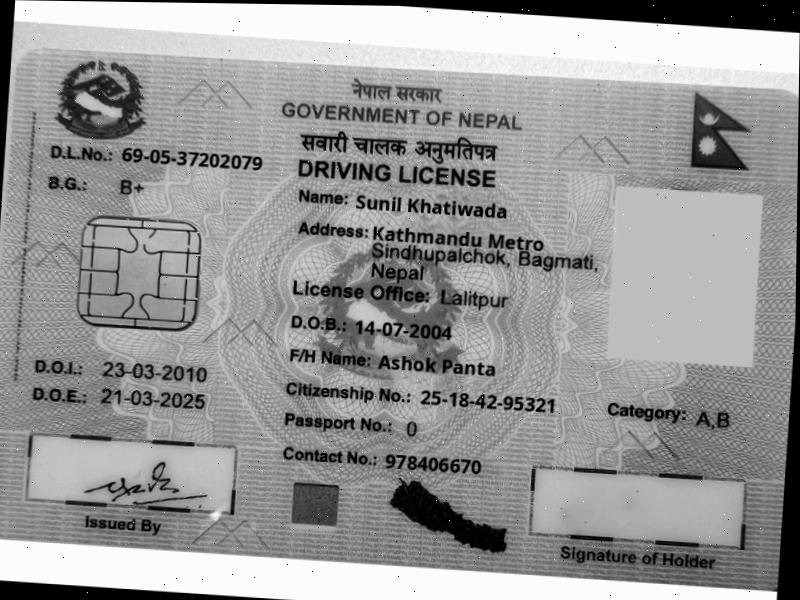 नेपाल सरकार
GOVERNMENT OF NEPAL
सवारी चालक अनुमतिपत्र
DRIVING LICENSE
D.L.No.: 69-05-37202079
B.G.: B+
Name: Sunil Khatiwada
Address: Kathmandu Metro
Sindhupalchok, Bagmati,
Nepal
License Office: Lalitpur
D.O.B.: 14-07-2004
F/H Name: Ashok Panta
D.O.I.: 23-03-2010
D.O.E.: 21-03-2025
Citizenship No.: 25-18-42-95321
Category: A,B
Passport No.: 0
Contact No.: 978406670
Issued By
Signature of Holder